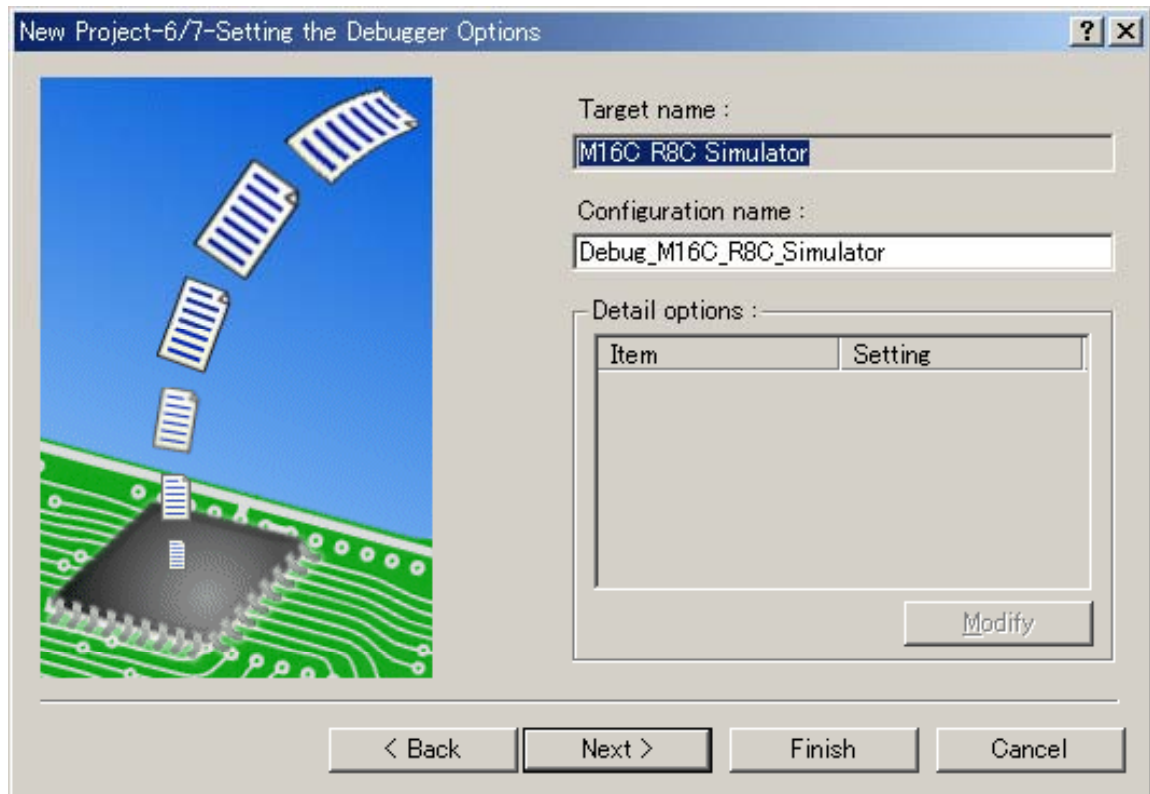 New Project-6/7-Setting the Debugger Options
Target name :
M16C R8C Simulator
Configuration name :
Debug_M16C_R8C_Simulator
Detail options :
Item Setting
Modify
< Back Next > Finish Cancel